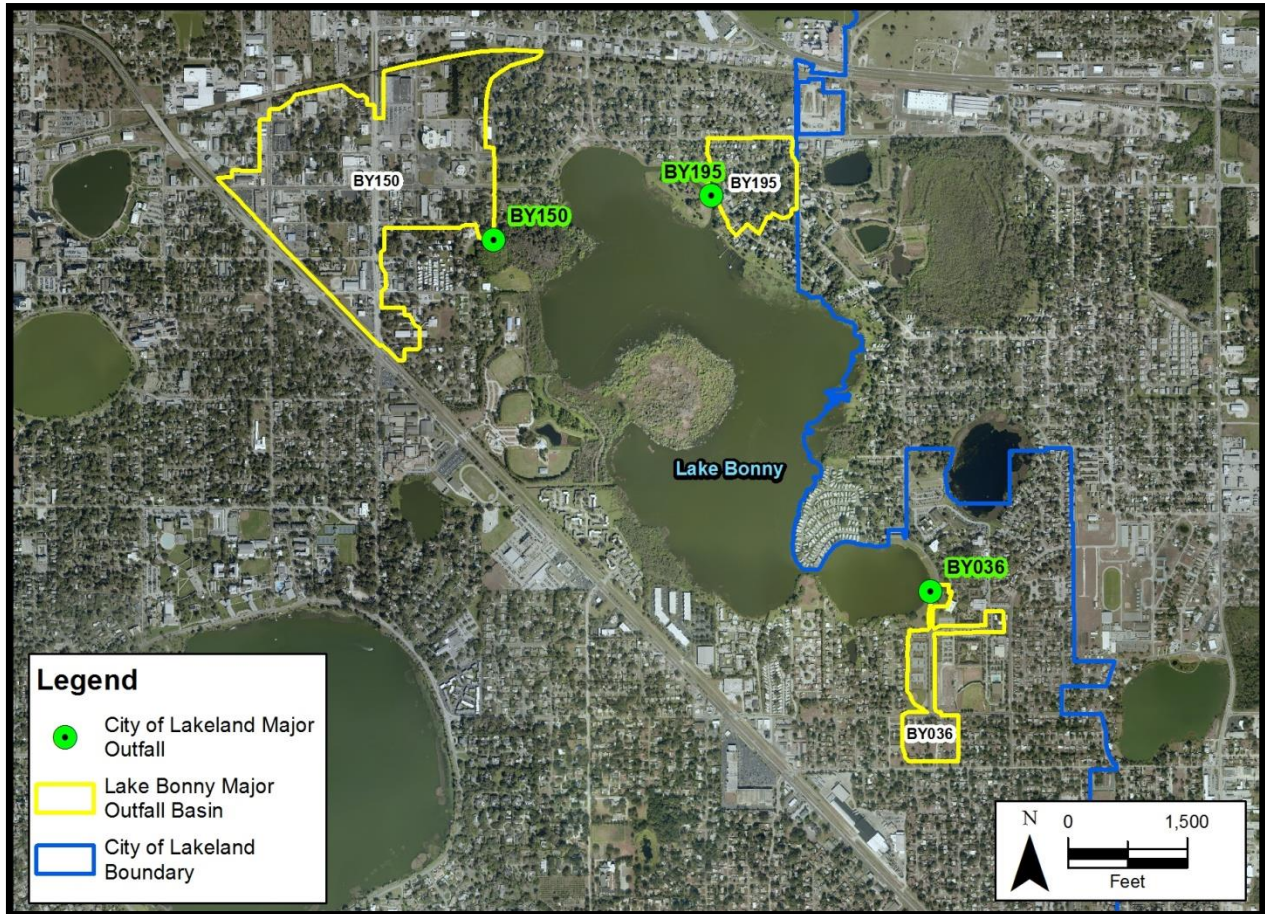 BY150
BY150
BY195
BY195
Lake Bonny
BY036
BY036
Legend
City of Lakeland Major
Outfall
Lake Bonny Major
Outfall Basin
City of Lakeland
Boundary
N
0 1,500
Feet